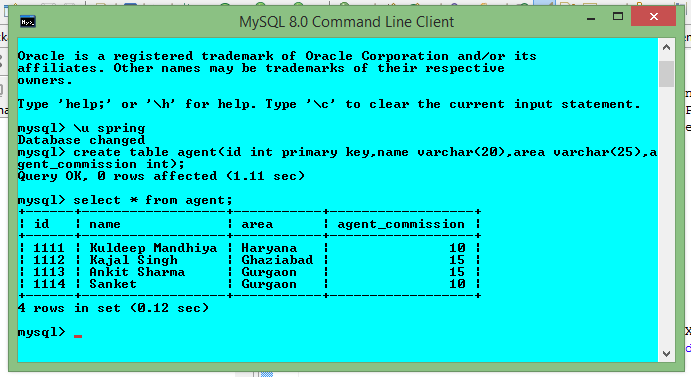 MySQL 8.0 Command Line Client
Oracle is a registered trademark of Oracle Corporation and/or its
affiliates. Other names may be trademarks of their respective
owners.
Type 'help;' or '\h' for help. Type '\c' to clear the current input statement.
mysql> \u spring
Database changed
mysql> create table agent(id int primary key,name varchar(20),area varchar(25),a
gent_commission int);
Query OK, 0 rows affected (1.11 sec)
mysql> select * from agent;
+------+------------------+-----------+------------------+
| id | name | area | agent_commission |
+------+------------------+-----------+------------------+
| 1111 | Kuldeep Mandhiya | Haryana | 10 |
| 1112 | Kajal Singh | Ghaziabad | 15 |
| 1113 | Ankit Sharma | Gurgaon | 15 |
| 1114 | Sanket | Gurgaon | 10 |
+------+------------------+-----------+------------------+
4 rows in set (0.12 sec)
mysql> _